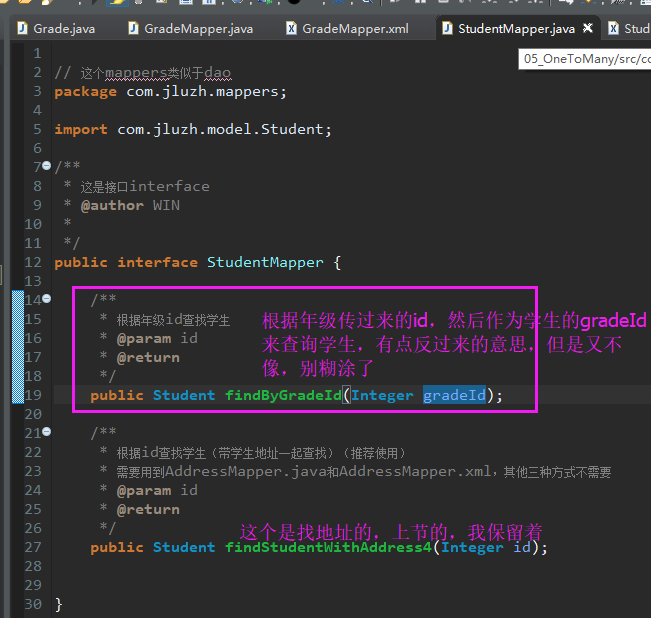 Grade.java
GradeMapper.java
GradeMapper.xml
StudentMapper.java
Stud
05_OneToMany/src/co
1
2 // 这个mappers类似于dao
3 package com.jluzh.mappers;
4
5 import com.jluzh.model.Student;
6
7 /**
8 * 这是接口interface
9 * @author WIN
10 *
11 */
12 public interface StudentMapper {
13
14 /**
15 * 根据年级id查找学生
16 * @param id
17 * @return
18 */
19 public Student findByGradeId(Integer gradeId);
20
21 /**
22 * 根据id查找学生（带学生地址一起查找）（推荐使用）
23 * 需要用到AddressMapper.java和AddressMapper.xml，其他三种方式不需要
24 * @param id
25 * @return
26 */
27 public Student findStudentWithAddress4(Integer id);
28
29
30 }
根据年级传过来的id，然后作为学生的gradeId
来查询学生，有点反过来的意思，但是又不
像，别糊涂了
这个是找地址的，上节的，我保留着